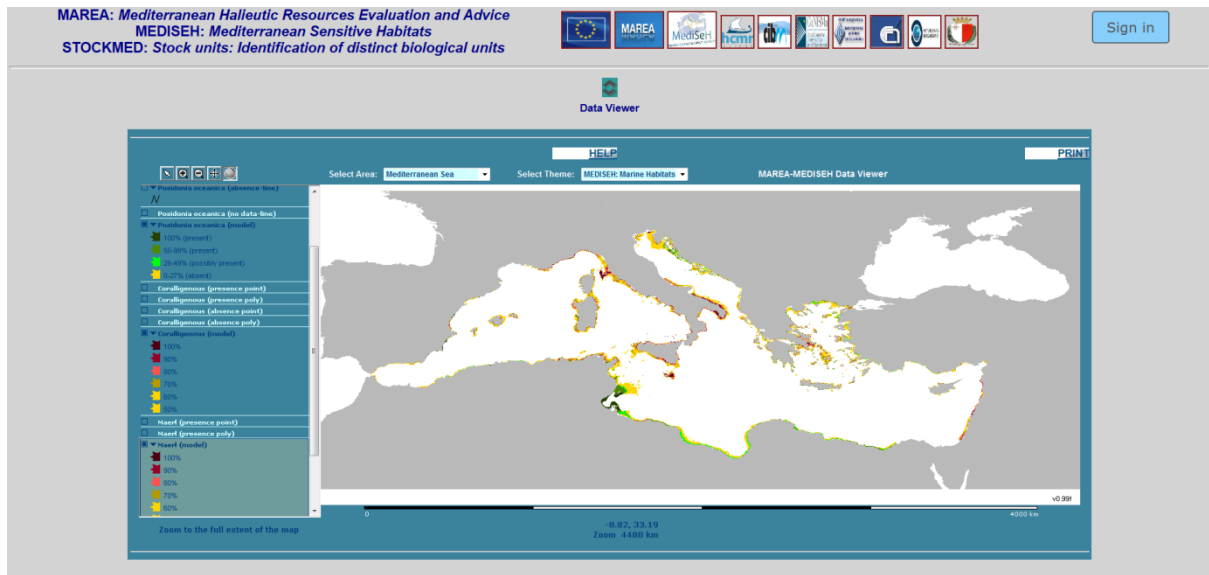 MAREA: Mediterranean Halieutic Resources Evaluation and Advice
MEDISEH: Mediterranean Sensitive Habitats
STOCKMED: Stock units: Identification of distinct biological units
MAREA
MediSeH
hcmr
Sign in
Data Viewer
HELP
PRINT
Select Area: Mediterranean Sea
Select Theme: MEDISEH: Marine Habitats
MAREA-MEDISEH Data Viewer
Posidonia oceanica (absence-line)
Posidonia oceanica (no data-line)
Posidonia oceanica (model)
100% (present)
50-99% (present)
28-49% (possibly present)
0-27% (absent)
Coralligenous (presence point)
Coralligenous (presence poly)
Coralligenous (absence point)
Coralligenous (absence poly)
Coralligenous (model)
100%
90%
80%
70%
60%
50%
Maerl (presence point)
Maerl (presence poly)
Maerl (model)
100%
90%
80%
70%
60%
v0.99f
0
4000 km
Zoom to the full extent of the map
-0.82, 33.19
Zoom 4400 km